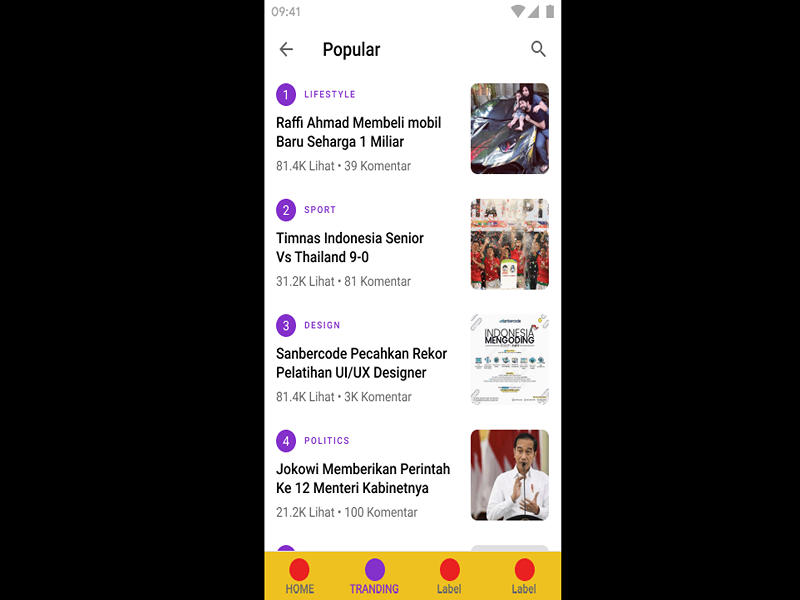 09:41
Popular
1 LIFESTYLE
Raffi Ahmad Membeli mobil
Baru Seharga 1 Miliar
81.4K Lihat • 39 Komentar
2 SPORT
Timnas Indonesia Senior
Vs Thailand 9-0
31.2K Lihat • 81 Komentar
3 DESIGN
Sanbercode Pecahkan Rekor
Pelatihan UI/UX Designer
81.4K Lihat • 3K Komentar
sanbercode
INDONESIA
MENGODING
4 POLITICS
Jokowi Memberikan Perintah
Ke 12 Menteri Kabinetnya
21.2K Lihat • 100 Komentar
HOME
TRANDING
Label
Label